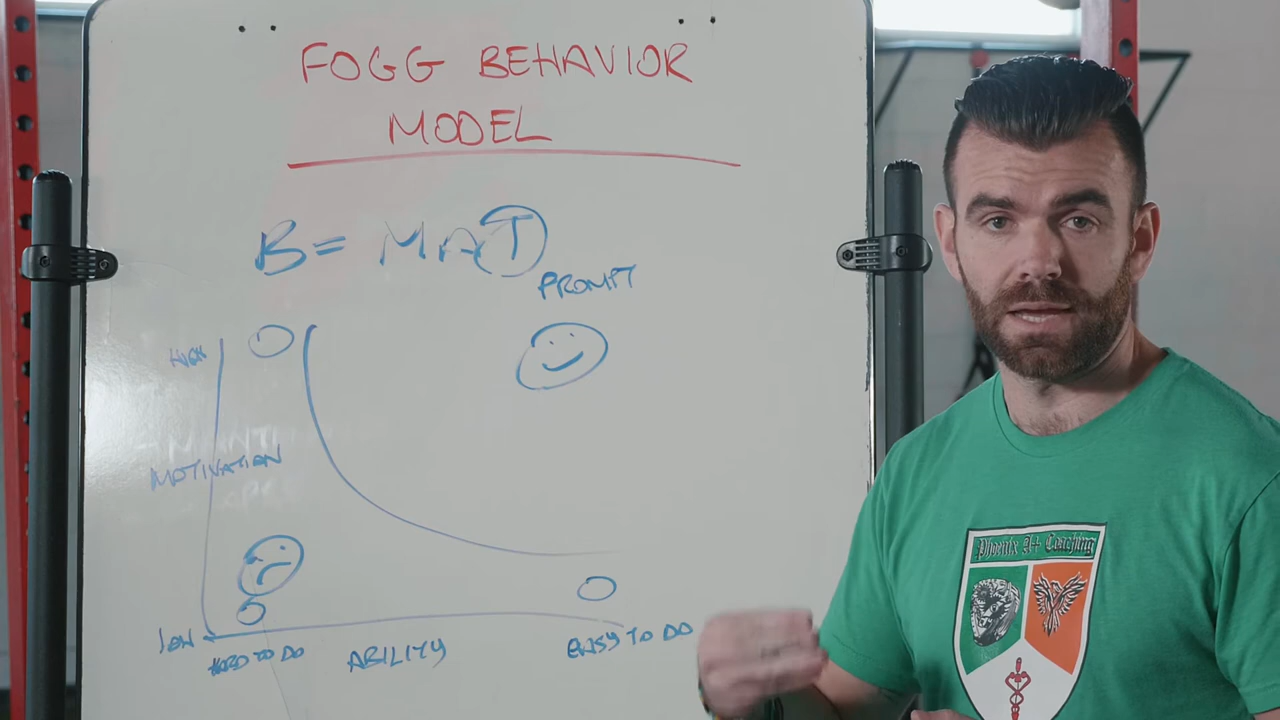 FOGG BEHAVIOR
MODEL
B = MAT
PROMPT
HIGH
MOTIVATION
LOW
HARD TO DO
ABILITY
EASY TO DO
Phoenix A+ Coaching